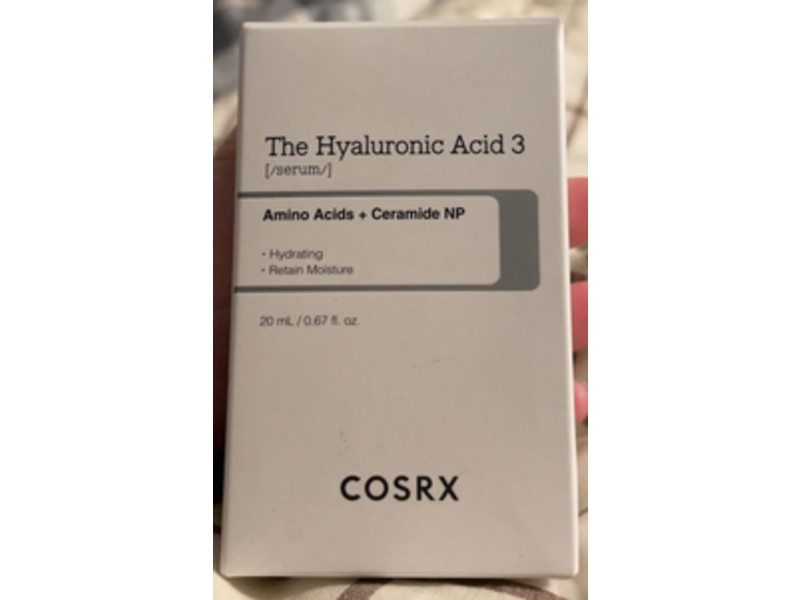 The Hyaluronic Acid 3
[/serum/]
Amino Acids + Ceramide NP
• Hydrating
• Retain Moisture
20 mL / 0.67 fl. oz.
COSRX